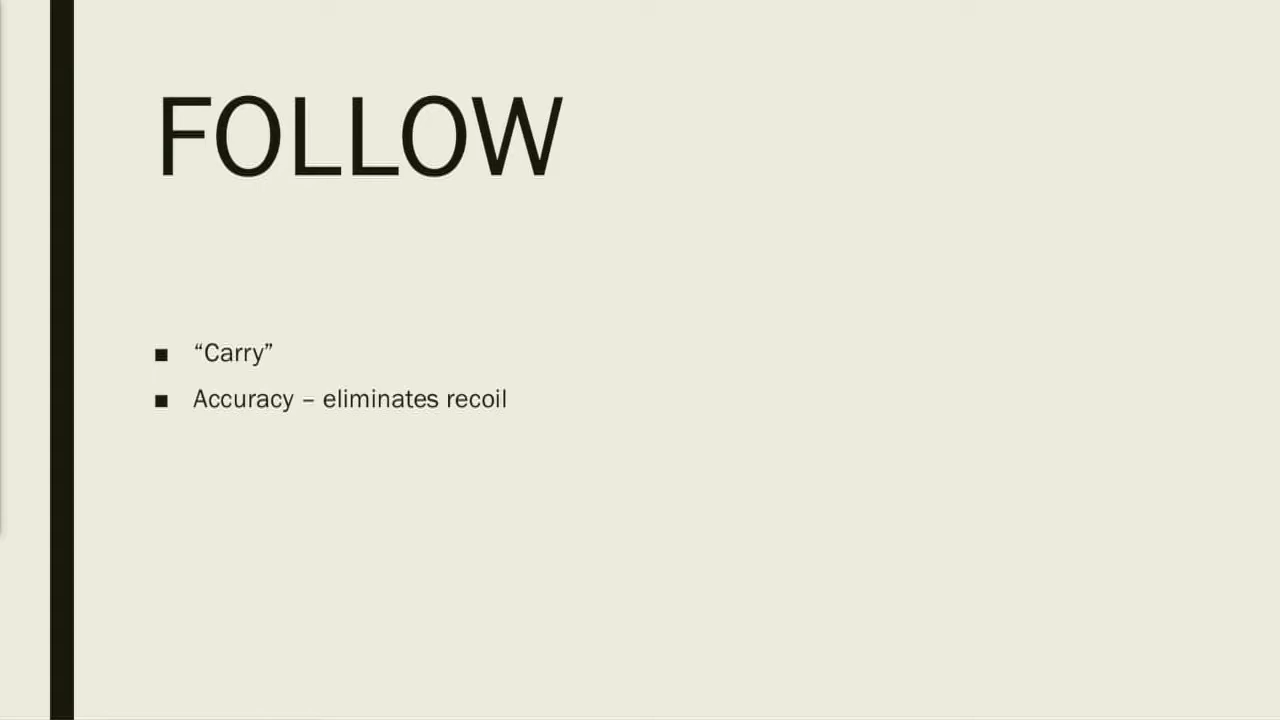 FOLLOW
“Carry”
Accuracy – eliminates recoil